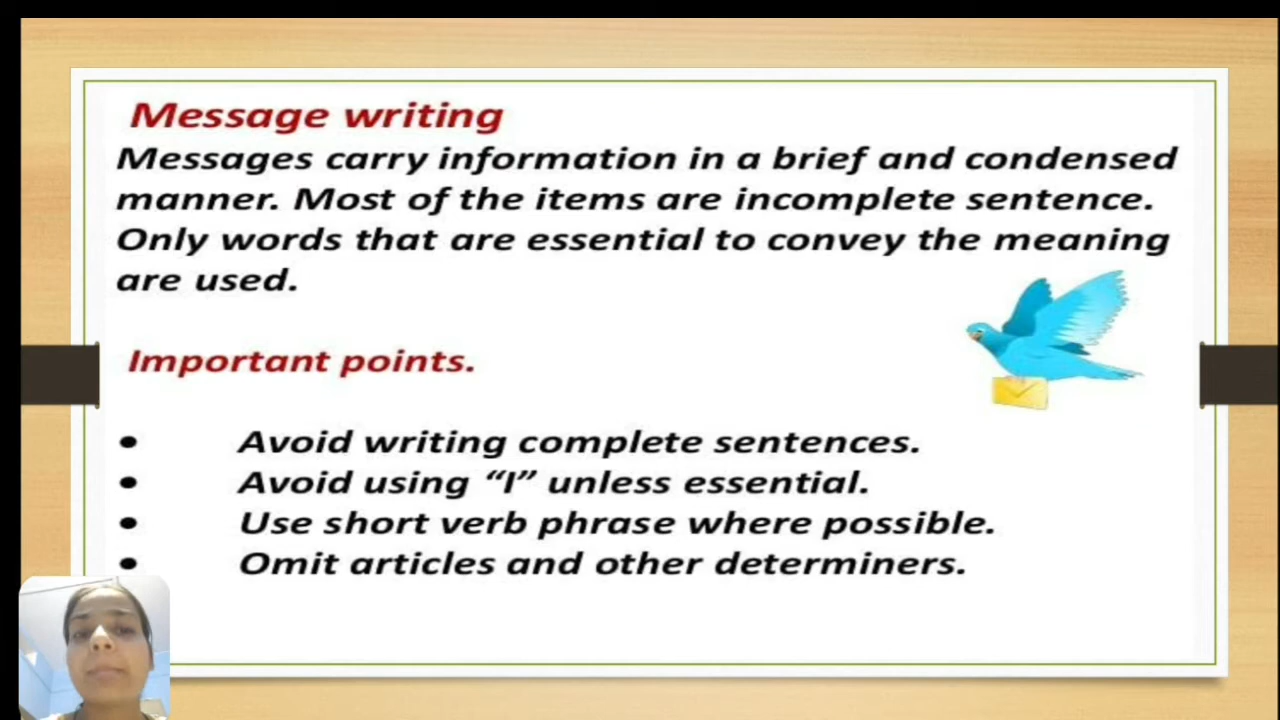 Message writing
Messages carry information in a brief and condensed
manner. Most of the items are incomplete sentence.
Only words that are essential to convey the meaning
are used.
Important points.
• Avoid writing complete sentences.
• Avoid using “I” unless essential.
• Use short verb phrase where possible.
• Omit articles and other determiners.